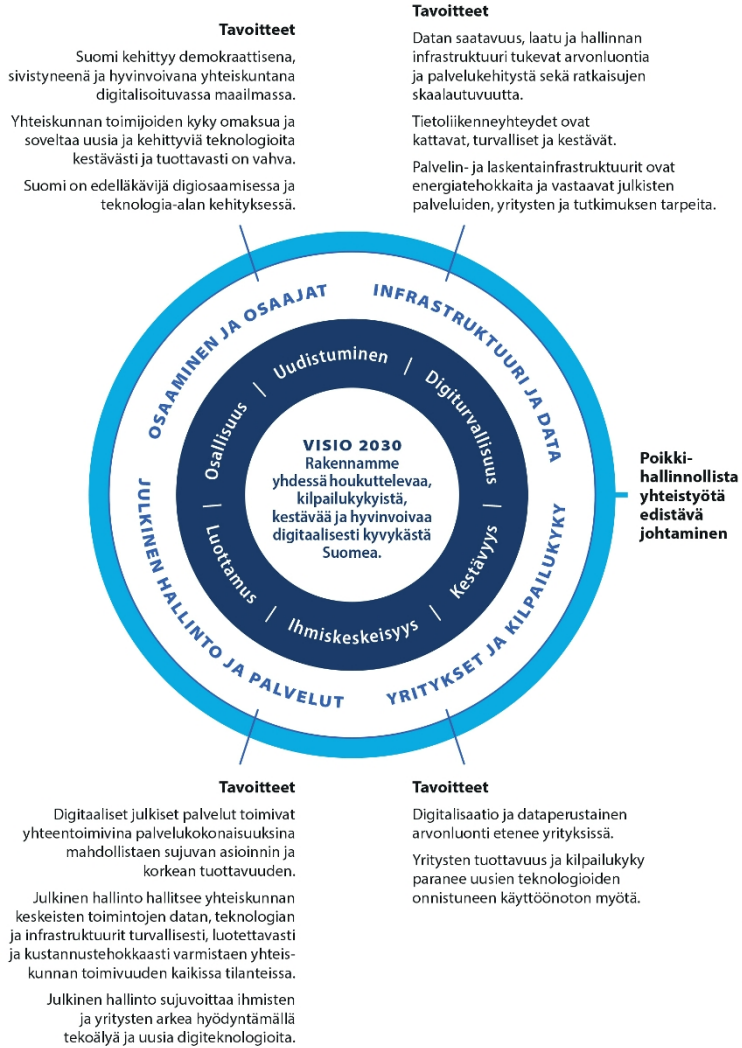 Tavoitteet
Suomi kehittyy demokraattisena,
sivistyneenä ja hyvinvoivana yhteiskuntana
digitalisoituvassa maailmassa.
Yhteiskunnan toimijoiden kyky omaksua ja
soveltaa uusia ja kehittyviä teknologioita
kestävästi ja tuottavasti on vahva.
Suomi on edelläkävijä digiosaamisessa ja
teknologia-alan kehityksessä.
Tavoitteet
Datan saatavuus, laatu ja hallinnan
infrastruktuuri tukevat arvonluontia
ja palvelukehitystä sekä ratkaisujen
skaalautuvuutta.
Tietoliikenneyhteydet ovat
kattavat, turvalliset ja kestävät.
Palvelin- ja laskentainfrastruktuurit ovat
energiatehokkaita ja vastaavat julkisten
palveluiden, yritysten ja tutkimuksen tarpeita.
OSAAMINEN JA OSAAJAT
INFRASTRUKTUURI JA DATA
YRITYKSET JA KILPAILUKYKY
JULKINEN HALLINTO JA PALVELUT
Osallisuus | Uudistuminen | Digiturvallisuus | Kestävyys | Ihmiskeskeisyys | Luottamus |
VISIO 2030
Rakennamme
yhdessä houkuttelevaa,
kilpailukykyistä,
kestävää ja hyvinvoivaa
digitaalisesti kyvykästä
Suomea.
Poikki-
hallinnollista
yhteistyötä
edistävä
johtaminen
Tavoitteet
Digitaaliset julkiset palvelut toimivat
yhteentoimivina palvelukokonaisuuksina
mahdollistaen sujuvan asioinnin ja
korkean tuottavuuden.
Julkinen hallinto hallitsee yhteiskunnan
keskeisten toimintojen datan, teknologian
ja infrastruktuurit turvallisesti, luotettavasti
ja kustannustehokkaasti varmistaen yhteis-
kunnan toimivuuden kaikissa tilanteissa.
Julkinen hallinto sujuvoittaa ihmisten
ja yritysten arkea hyödyntämällä
tekoälyä ja uusia digiteknologioita.
Tavoitteet
Digitalisaatio ja dataperustainen
arvonluonti etenee yrityksissä.
Yritysten tuottavuus ja kilpailukyky
paranee uusien teknologioiden
onnistuneen käyttöönoton myötä.